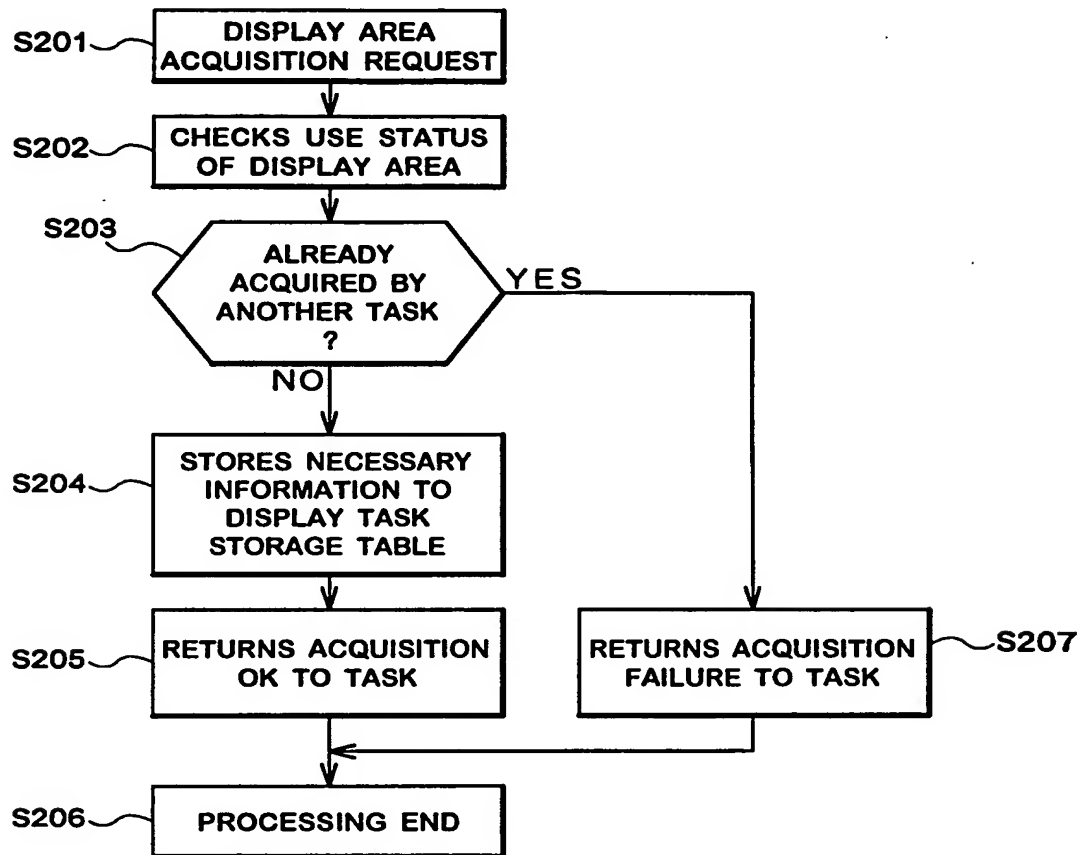 S201
DISPLAY AREA
ACQUISITION REQUEST
S202
CHECKS USE STATUS
OF DISPLAY AREA
S203
ALREADY
ACQUIRED BY
ANOTHER TASK
?
YES
NO
S204
STORES NECESSARY
INFORMATION TO
DISPLAY TASK
STORAGE TABLE
S205
RETURNS ACQUISITION
OK TO TASK
RETURNS ACQUISITION
FAILURE TO TASK
S207
S206
PROCESSING END